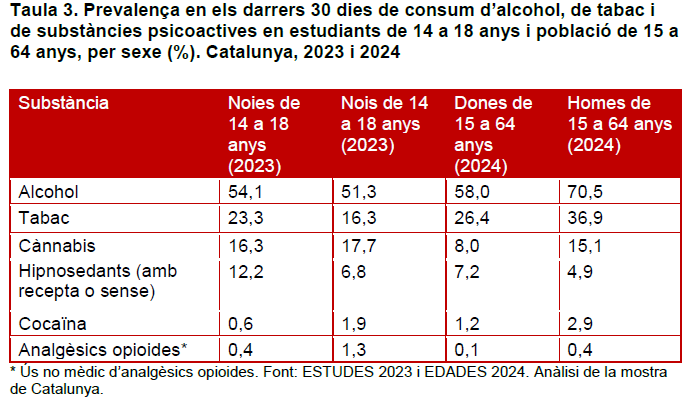 Taula 3. Prevalença en els darrers 30 dies de consum d’alcohol, de tabac i
de substàncies psicoactives en estudiants de 14 a 18 anys i població de 15 a
64 anys, per sexe (%). Catalunya, 2023 i 2024
Substància Noies de 14 a 18 anys (2023) Nois de 14 a 18 anys (2023) Dones de 15 a 64 anys (2024) Homes de 15 a 64 anys (2024)
Alcohol 54,1 51,3 58,0 70,5
Tabac 23,3 16,3 26,4 36,9
Cànnabis 16,3 17,7 8,0 15,1
Hipnosedants (amb recepta o sense) 12,2 6,8 7,2 4,9
Cocaïna 0,6 1,9 1,2 2,9
Analgèsics opioides* 0,4 1,3 0,1 0,4
* Ús no mèdic d’analgèsics opioides. Font: ESTUDES 2023 i EDADES 2024. Anàlisi de la mostra
de Catalunya.